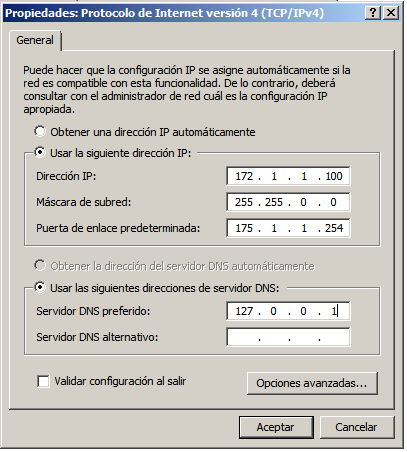 Propiedades: Protocolo de Internet versión 4 (TCP/IPv4)
General
Puede hacer que la configuración IP se asigne automáticamente si la
red es compatible con esta funcionalidad. De lo contrario, deberá
consultar con el administrador de red cuál es la configuración IP
apropiada.
Obtener una dirección IP automáticamente
Usar la siguiente dirección IP:
Dirección IP: 172 . 1 . 1 . 100
Máscara de subred: 255 . 255 . 0 . 0
Puerta de enlace predeterminada: 175 . 1 . 1 . 254
Obtener la dirección del servidor DNS automáticamente
Usar las siguientes direcciones de servidor DNS:
Servidor DNS preferido: 127 . 0 . 0 . 1
Servidor DNS alternativo: . . .
Validar configuración al salir
Opciones avanzadas...
Aceptar Cancelar